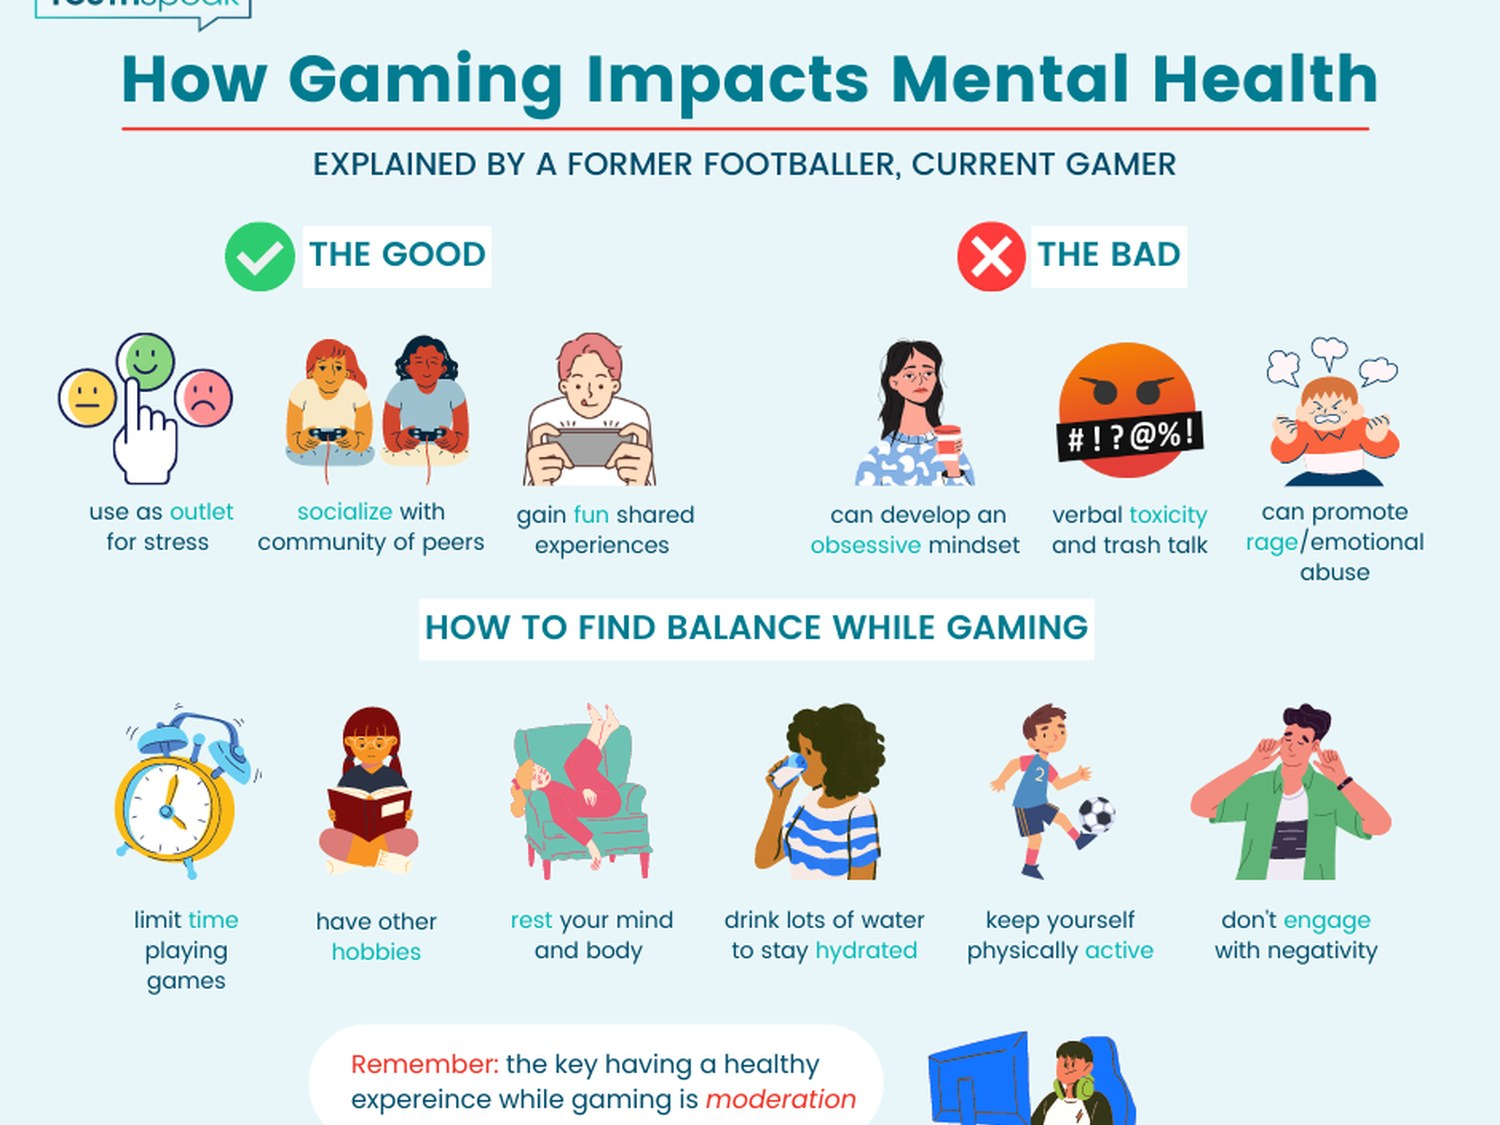 How Gaming Impacts Mental Health
EXPLAINED BY A FORMER FOOTBALLER, CURRENT GAMER
THE GOOD
THE BAD
#!?@%!
use as outlet
for stress
socialize with
community of peers
gain fun shared
experiences
can develop an
obsessive mindset
verbal toxicity
and trash talk
can promote
rage/emotional
abuse
HOW TO FIND BALANCE WHILE GAMING
2
limit time
playing
games
have other
hobbies
rest your mind
and body
drink lots of water
to stay hydrated
keep yourself
physically active
don't engage
with negativity
Remember: the key having a healthy
expereince while gaming is moderation